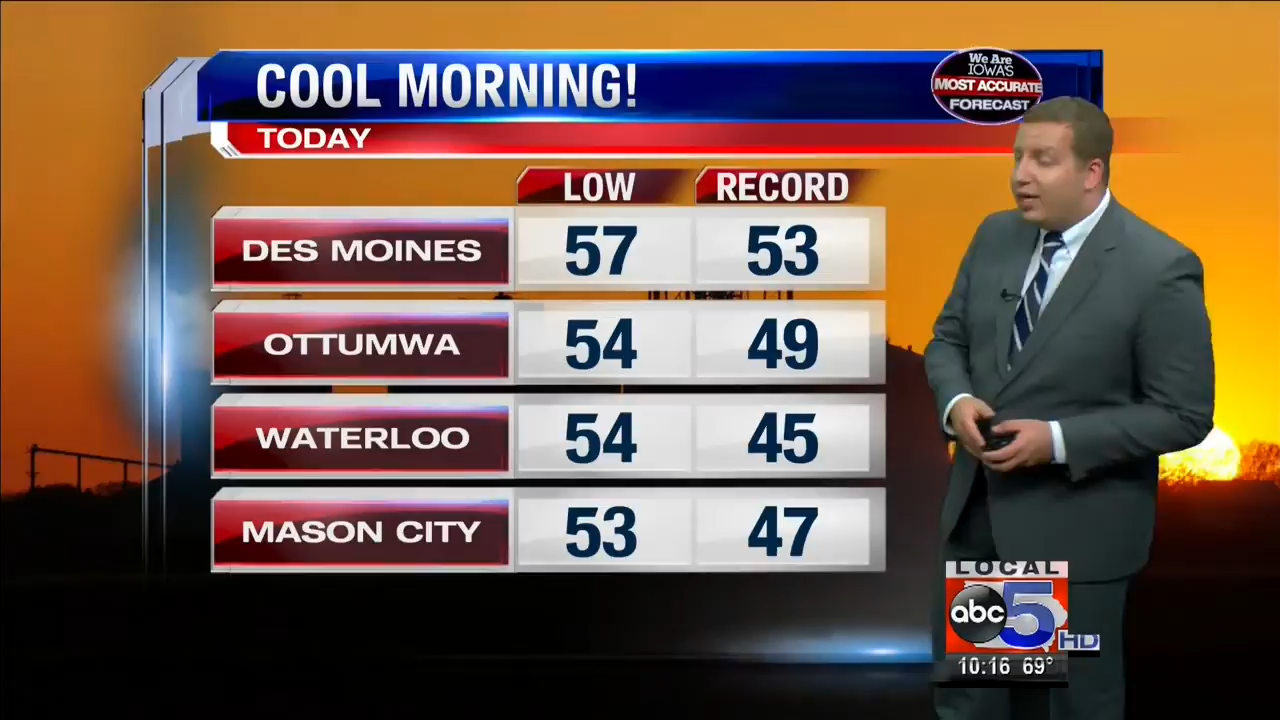 COOL MORNING!
We Are
IOWA'S
MOST ACCURATE
FORECAST
TODAY
LOW RECORD
DES MOINES 57 53
OTTUMWA 54 49
WATERLOO 54 45
MASON CITY 53 47
LOCAL
abc 5 HD
10:16 69°